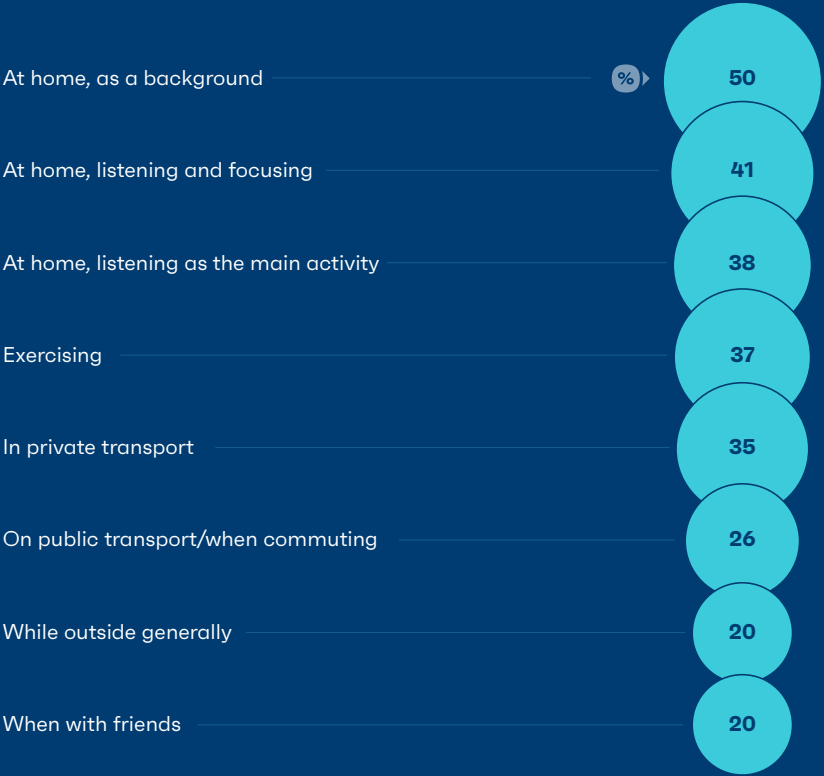 At home, as a background % 50
At home, listening and focusing 41
At home, listening as the main activity 38
Exercising 37
In private transport 35
On public transport/when commuting 26
While outside generally 20
When with friends 20